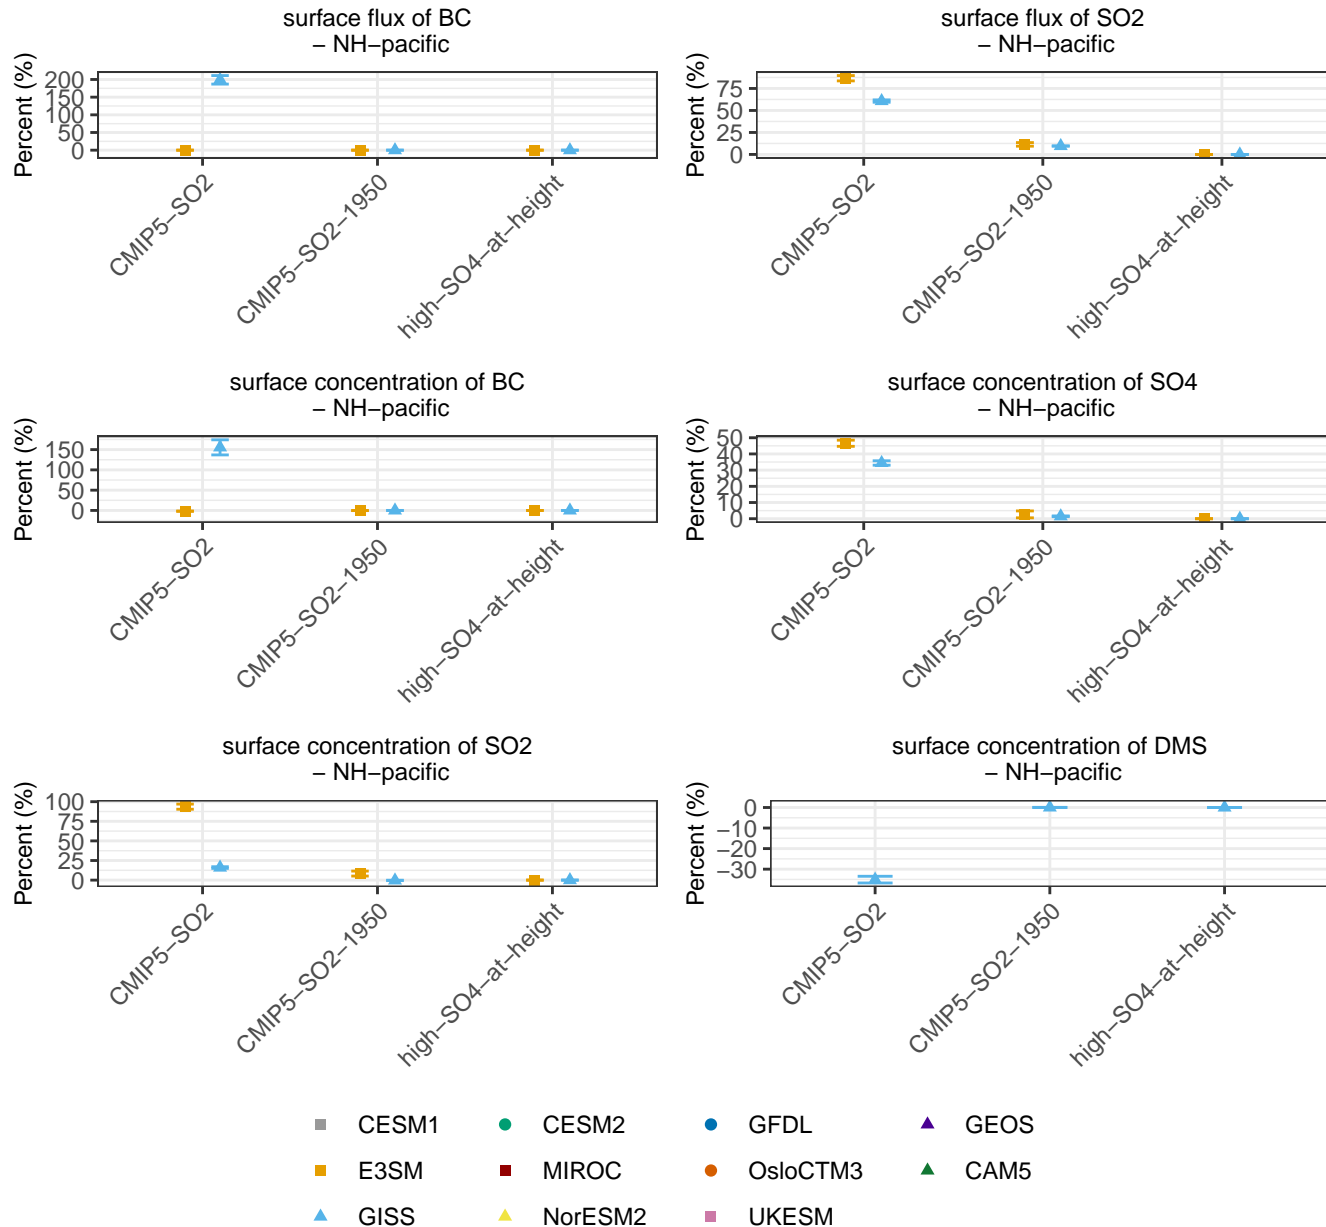 surface flux of BC
− NH−pacific
Percent (%)
200
150
100
50
0
CMIP5−SO2
CMIP5−SO2−1950
high−SO4−at−height
surface flux of SO2
− NH−pacific
Percent (%)
75
50
25
0
CMIP5−SO2
CMIP5−SO2−1950
high−SO4−at−height
surface concentration of BC
− NH−pacific
Percent (%)
150
100
50
0
CMIP5−SO2
CMIP5−SO2−1950
high−SO4−at−height
surface concentration of SO4
− NH−pacific
Percent (%)
50
40
30
20
10
0
CMIP5−SO2
CMIP5−SO2−1950
high−SO4−at−height
surface concentration of SO2
− NH−pacific
Percent (%)
100
75
50
25
0
CMIP5−SO2
CMIP5−SO2−1950
high−SO4−at−height
surface concentration of DMS
− NH−pacific
Percent (%)
0
−10
−20
−30
CMIP5−SO2
CMIP5−SO2−1950
high−SO4−at−height
CESM1 CESM2 GFDL GEOS
E3SM MIROC OsloCTM3 CAM5
GISS NorESM2 UKESM